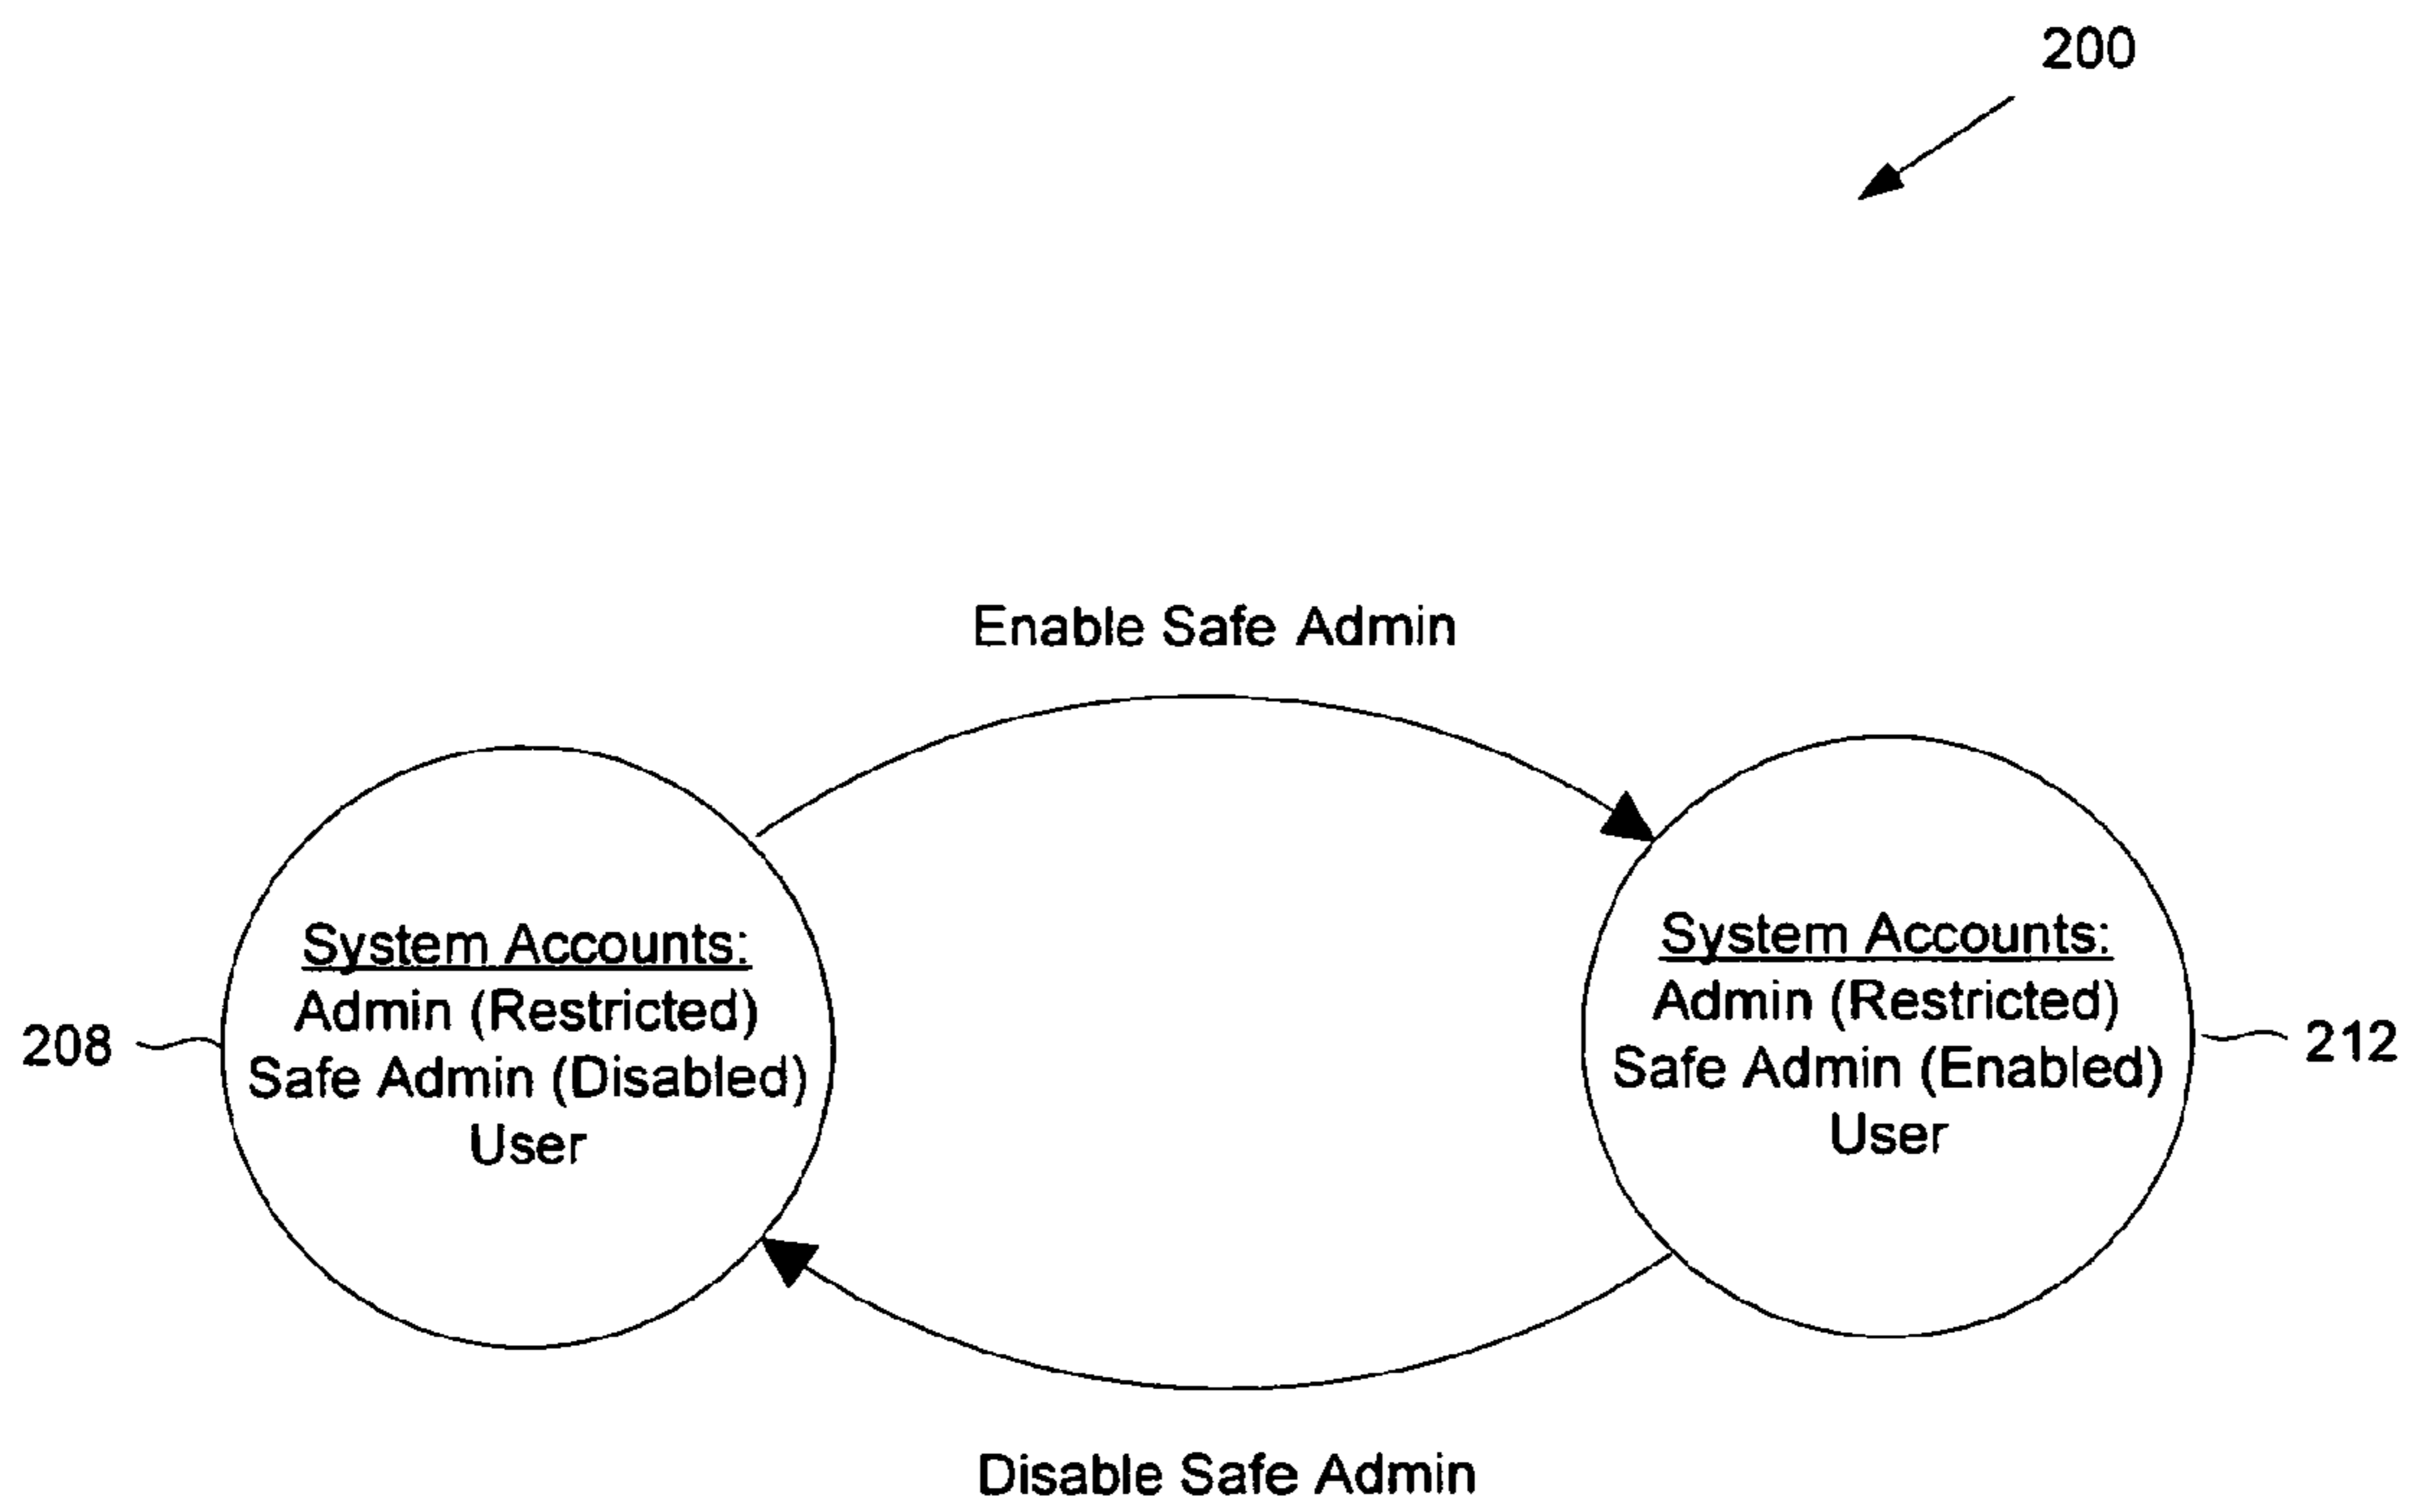 200
Enable Safe Admin
System Accounts:
Admin (Restricted)
Safe Admin (Disabled)
User
208
System Accounts:
Admin (Restricted)
Safe Admin (Enabled)
User
212
Disable Safe Admin